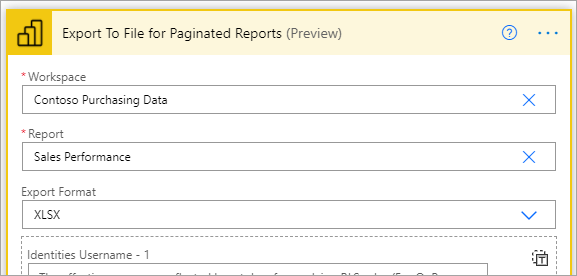 Export To File for Paginated Reports (Preview)
* Workspace
Contoso Purchasing Data
* Report
Sales Performance
Export Format
XLSX
Identities Username - 1